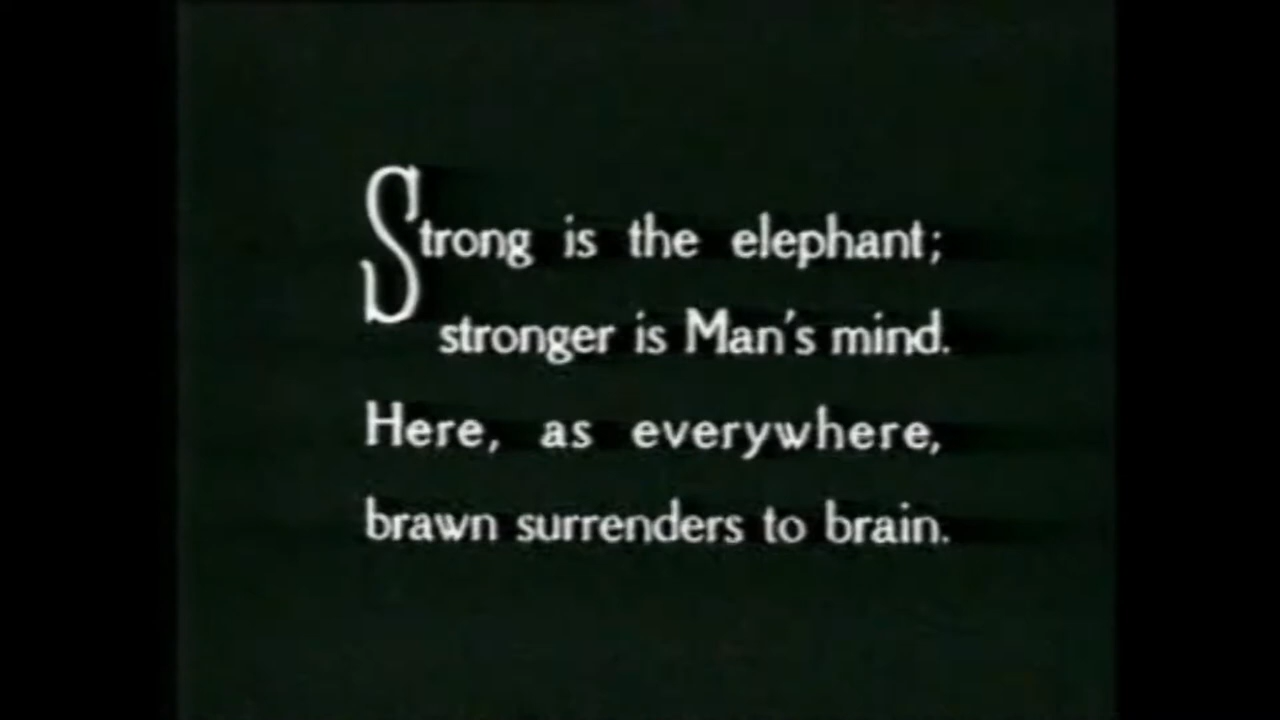 Strong is the elephant;
stronger is Man's mind.
Here, as everywhere,
brawn surrenders to brain.